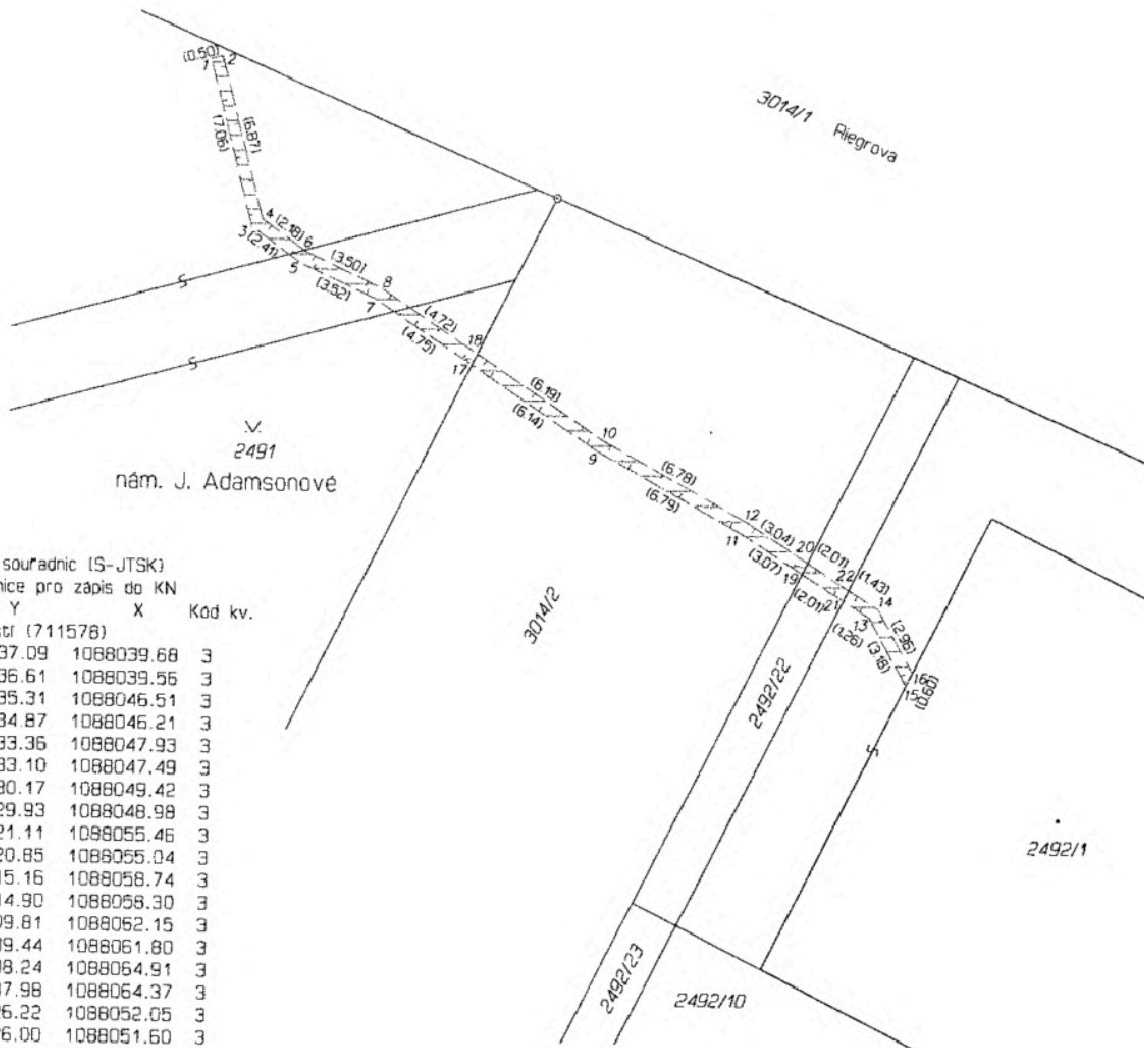 3014/1 Riegrova
(0.50)
1
2
(7.06)
(6.87)
3
4
(2.41)
(2.18)
5
6
(3.52)
(3.50)
7
8
(4.75)
(4.72)
17
18
(6.14)
(6.19)
9
10
(6.79)
(6.78)
11
12
(3.07)
(3.04)
19
20
(2.01)
(2.01)
21
22
(1.26)
(1.43)
13
14
(3.18)
(2.96)
15
16
(0.60)
2491
nám. J. Adamsonové
3014/2
2492/22
2492/1
2492/23
2492/10
souřadnic (S-JTSK)
nice pro zápis do KN
Y X Kód kv.
(711578)
37.09 1088039.68 3
36.61 1088039.56 3
35.31 1088046.51 3
34.87 1088046.21 3
33.36 1088047.93 3
33.10 1088047.49 3
30.17 1088049.42 3
29.93 1088048.98 3
21.11 1088055.46 3
20.85 1088055.04 3
15.16 1088058.74 3
14.90 1088058.30 3
09.81 1088062.15 3
09.44 1088061.80 3
08.24 1088064.91 3
07.98 1088064.37 3
26.22 1088052.05 3
26.00 1088051.60 3